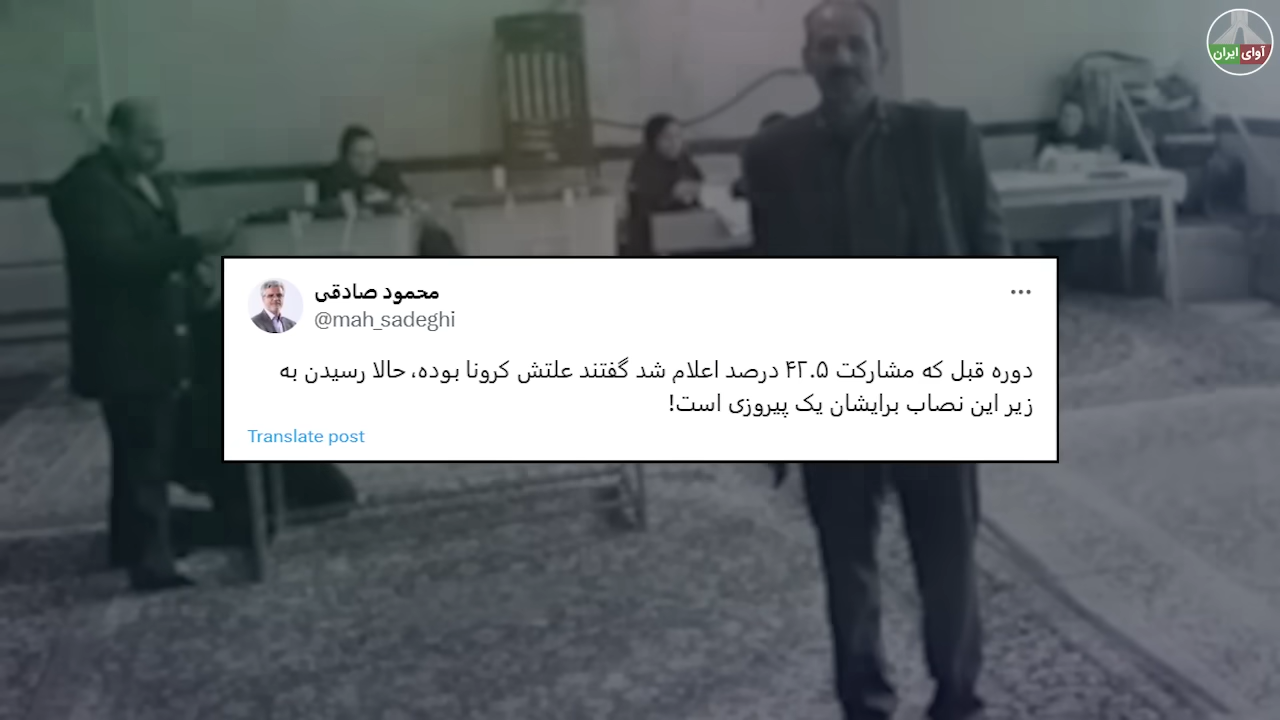 آوای ایران
محمود صادقی
@mah_sadeghi
دوره قبل که مشارکت ۴۲.۵ درصد اعلام شد گفتند علتش کرونا بوده، حالا رسیدن به
زیر این نصاب برایشان یک پیروزی است!
Translate post